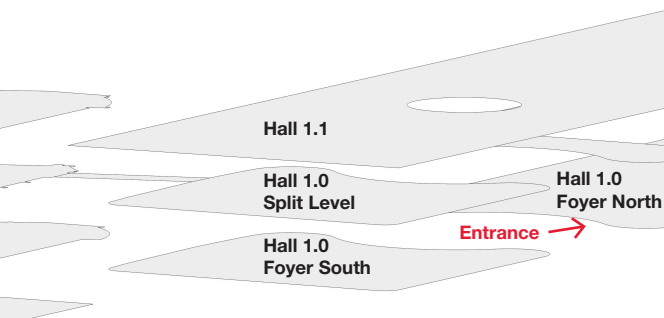 Hall 1.1
Hall 1.0
Split Level
Hall 1.0
Foyer North
Entrance
Hall 1.0
Foyer South